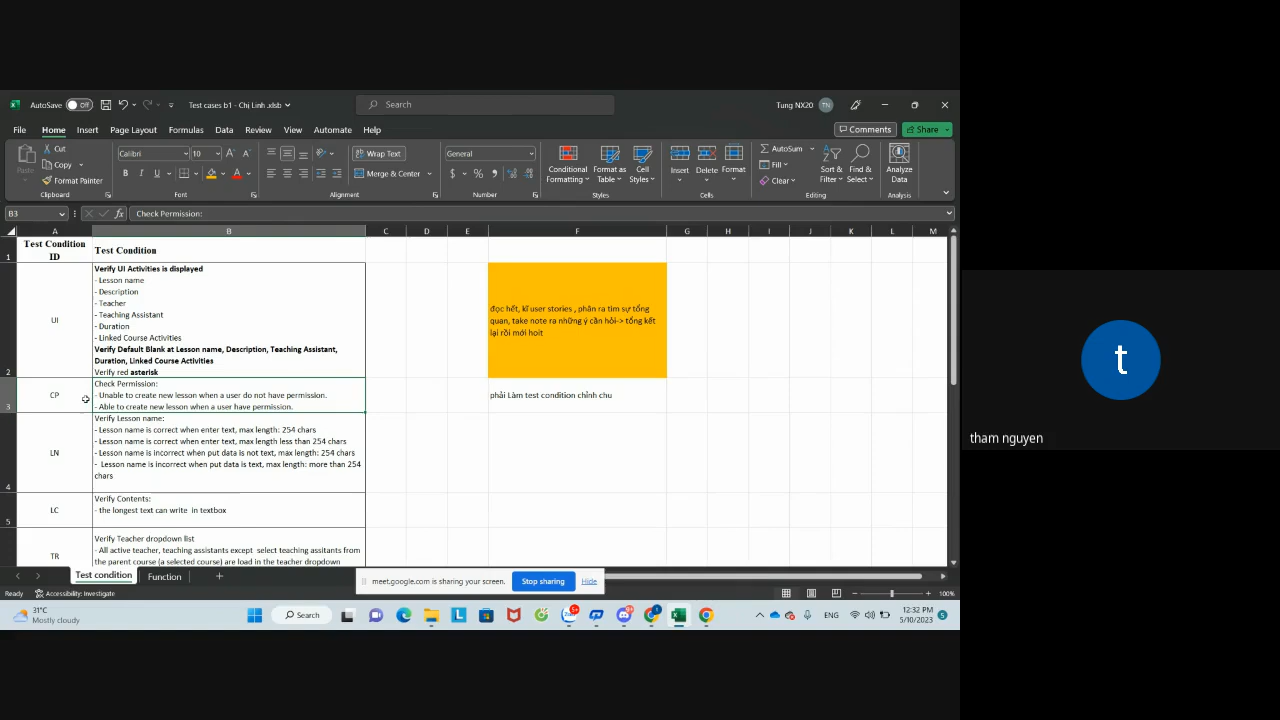 AutoSave Off Test cases b1 - Chị Linh .xlsb Search Tung NX20 TN
File Home Insert Page Layout Formulas Data Review View Automate Help Comments Share
Paste Cut Copy Format Painter Clipboard
Calibri 10 Font
Wrap Text Merge & Center Alignment
General Number
Conditional Formatting Format as Table Cell Styles Styles
Insert Delete Format Cells
AutoSum Fill Clear Sort & Filter Find & Select Editing
Analyze Data Analysis
B3 Check Permission:
A B C D E F G H I J K L M
1
Test Condition
ID
Test Condition
2
UI
Verify UI Activities is displayed
- Lesson name
- Description
- Teacher
- Teaching Assistant
- Duration
- Linked Course Activities
Verify Default Blank at Lesson name, Description, Teaching Assistant,
Duration, Linked Course Activities
Verify red asterisk
đọc hết, kĩ user stories , phân ra tìm sự tổng
quan, take note ra những ý cần hỏi-> tổng kết
lại rồi mới hoit
3
CP
Check Permission:
- Unable to create new lesson when a user do not have permission.
- Able to create new lesson when a user have permission.
phải Làm test condition chỉnh chu
4
LN
Verify Lesson name:
- Lesson name is correct when enter text, max length: 254 chars
- Lesson name is correct when enter text, max length less than 254 chars
- Lesson name is incorrect when put data is not text, max length: 254 chars
- Lesson name is incorrect when put data is text, max length: more than 254
chars
5
LC
Verify Contents:
- the longest text can write in textbox
TR
Verify Teacher dropdown list
- All active teacher, teaching assistants except select teaching assitants from
the parent course (a selected course) are load in the teacher dropdown
Test condition Function
meet.google.com is sharing your screen. Stop sharing Hide
Ready Accessibility: Investigate 100%
31°C
Mostly cloudy
Search
ENG
12:32 PM
5/10/2023
t
tham nguyen